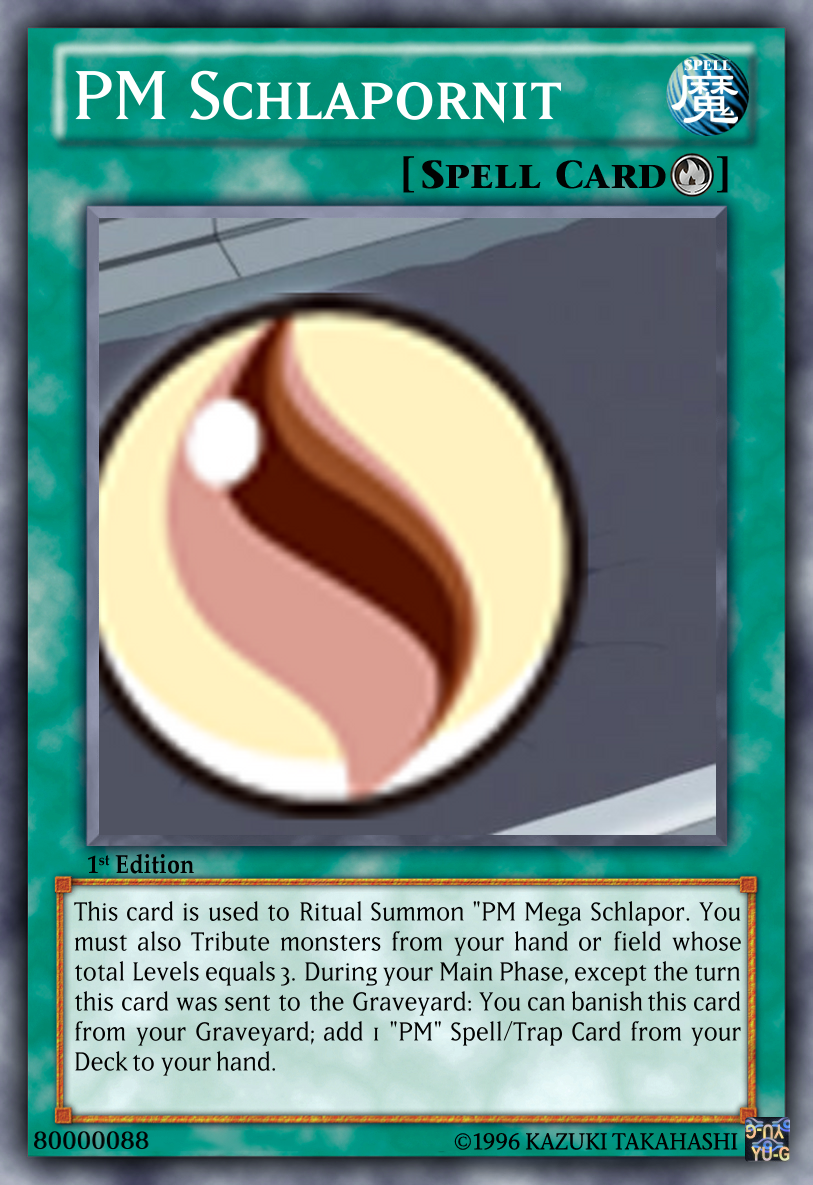 PM Schlapornit
SPELL
魔
[Spell Card]
1st Edition
This card is used to Ritual Summon "PM Mega Schlapor. You
must also Tribute monsters from your hand or field whose
total Levels equals 3. During your Main Phase, except the turn
this card was sent to the Graveyard: You can banish this card
from your Graveyard; add 1 "PM" Spell/Trap Card from your
Deck to your hand.
80000088
©1996 KAZUKI TAKAHASHI
YU-G